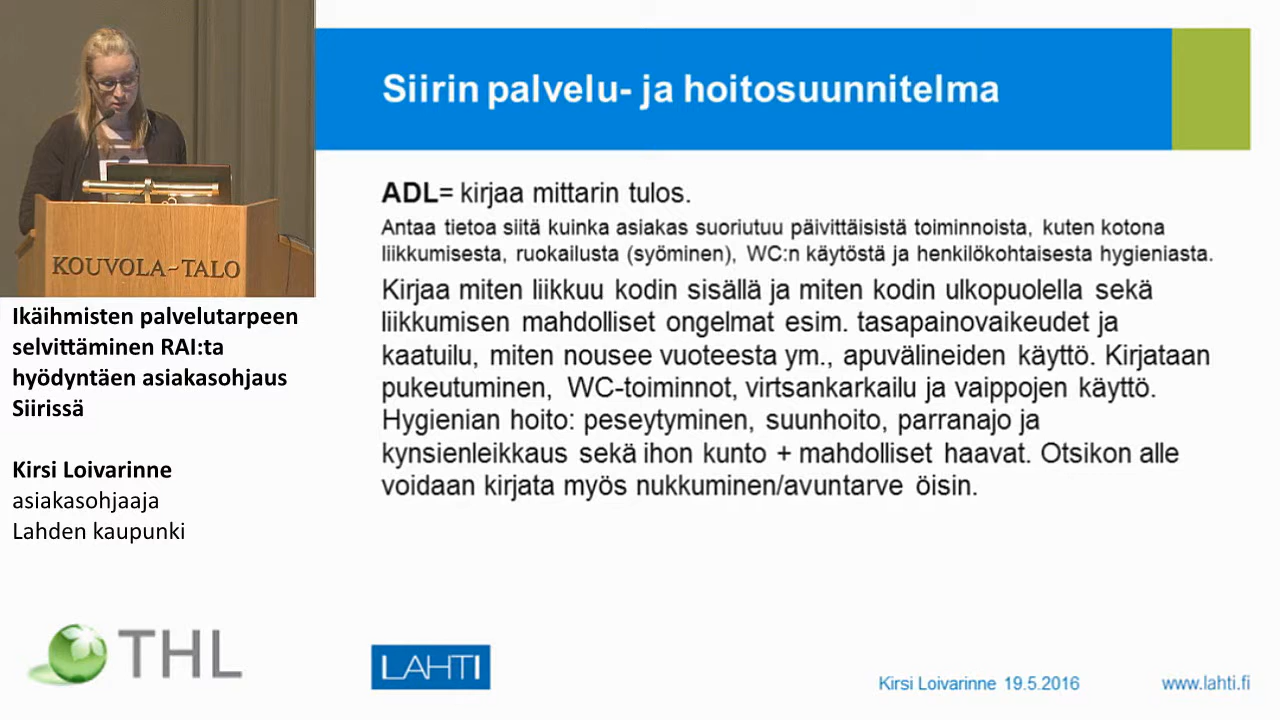 KOUVOLA-TALO
Ikäihmisten palvelutarpeen
selvittäminen RAI:ta
hyödyntäen asiakasohjaus
Siirissä
Kirsi Loivarinne
asiakasohjaaja
Lahden kaupunki
THL
Siirin palvelu- ja hoitosuunnitelma
ADL= kirjaa mittarin tulos.
Antaa tietoa siitä kuinka asiakas suoriutuu päivittäisistä toiminnoista, kuten kotona
liikkumisesta, ruokailusta (syöminen), WC:n käytöstä ja henkilökohtaisesta hygieniasta.
Kirjaa miten liikkuu kodin sisällä ja miten kodin ulkopuolella sekä
liikkumisen mahdolliset ongelmat esim. tasapainovaikeudet ja
kaatuilu, miten nousee vuoteesta ym., apuvälineiden käyttö. Kirjataan
pukeutuminen, WC-toiminnot, virtsankarkailu ja vaippojen käyttö.
Hygienian hoito: peseytyminen, suunhoito, parranajo ja
kynsienleikkaus sekä ihon kunto + mahdolliset haavat. Otsikon alle
voidaan kirjata myös nukkuminen/avuntarve öisin.
LAHTI
Kirsi Loivarinne 19.5.2016
www.lahti.fi